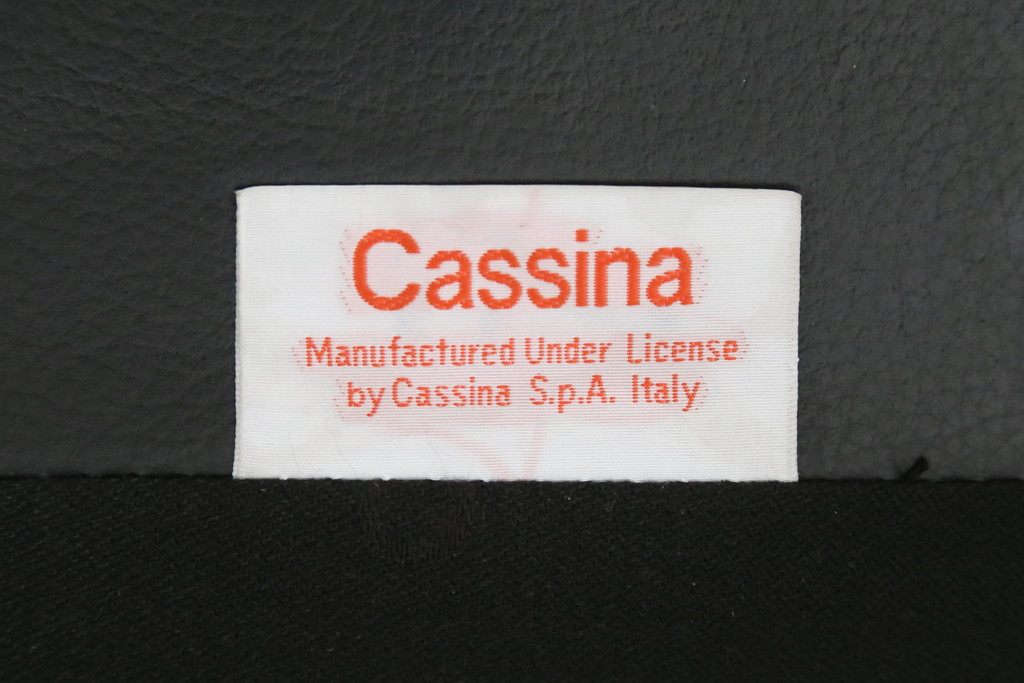 Cassina
Manufactured Under License
by Cassina S.p.A. Italy